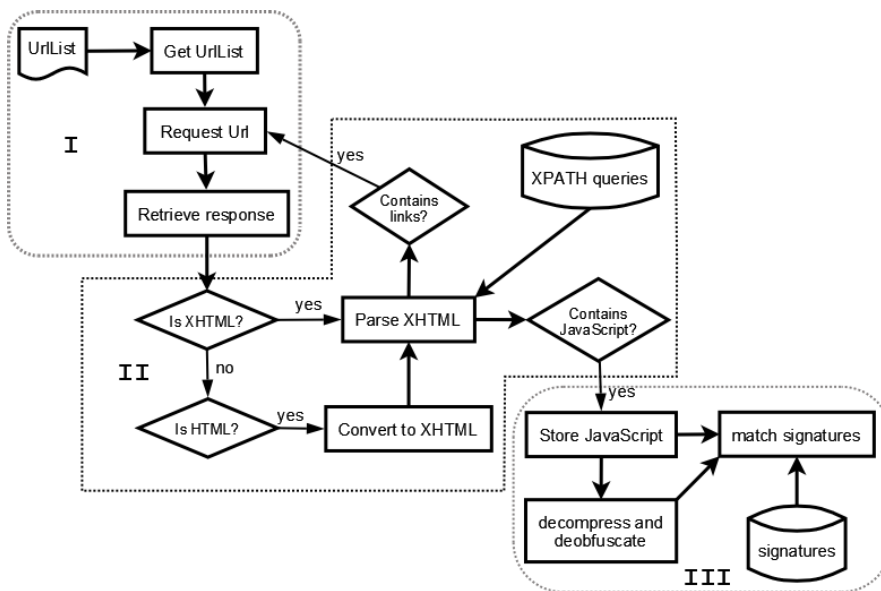 UrlList
Get UrlList
Request Url
I
yes
XPATH queries
Contains
links?
Retrieve response
Is XHTML?
yes
Parse XHTML
Contains
JavaScript?
II
no
yes
Is HTML?
yes
Convert to XHTML
Store JavaScript
match signatures
decompress and
deobfuscate
signatures
III